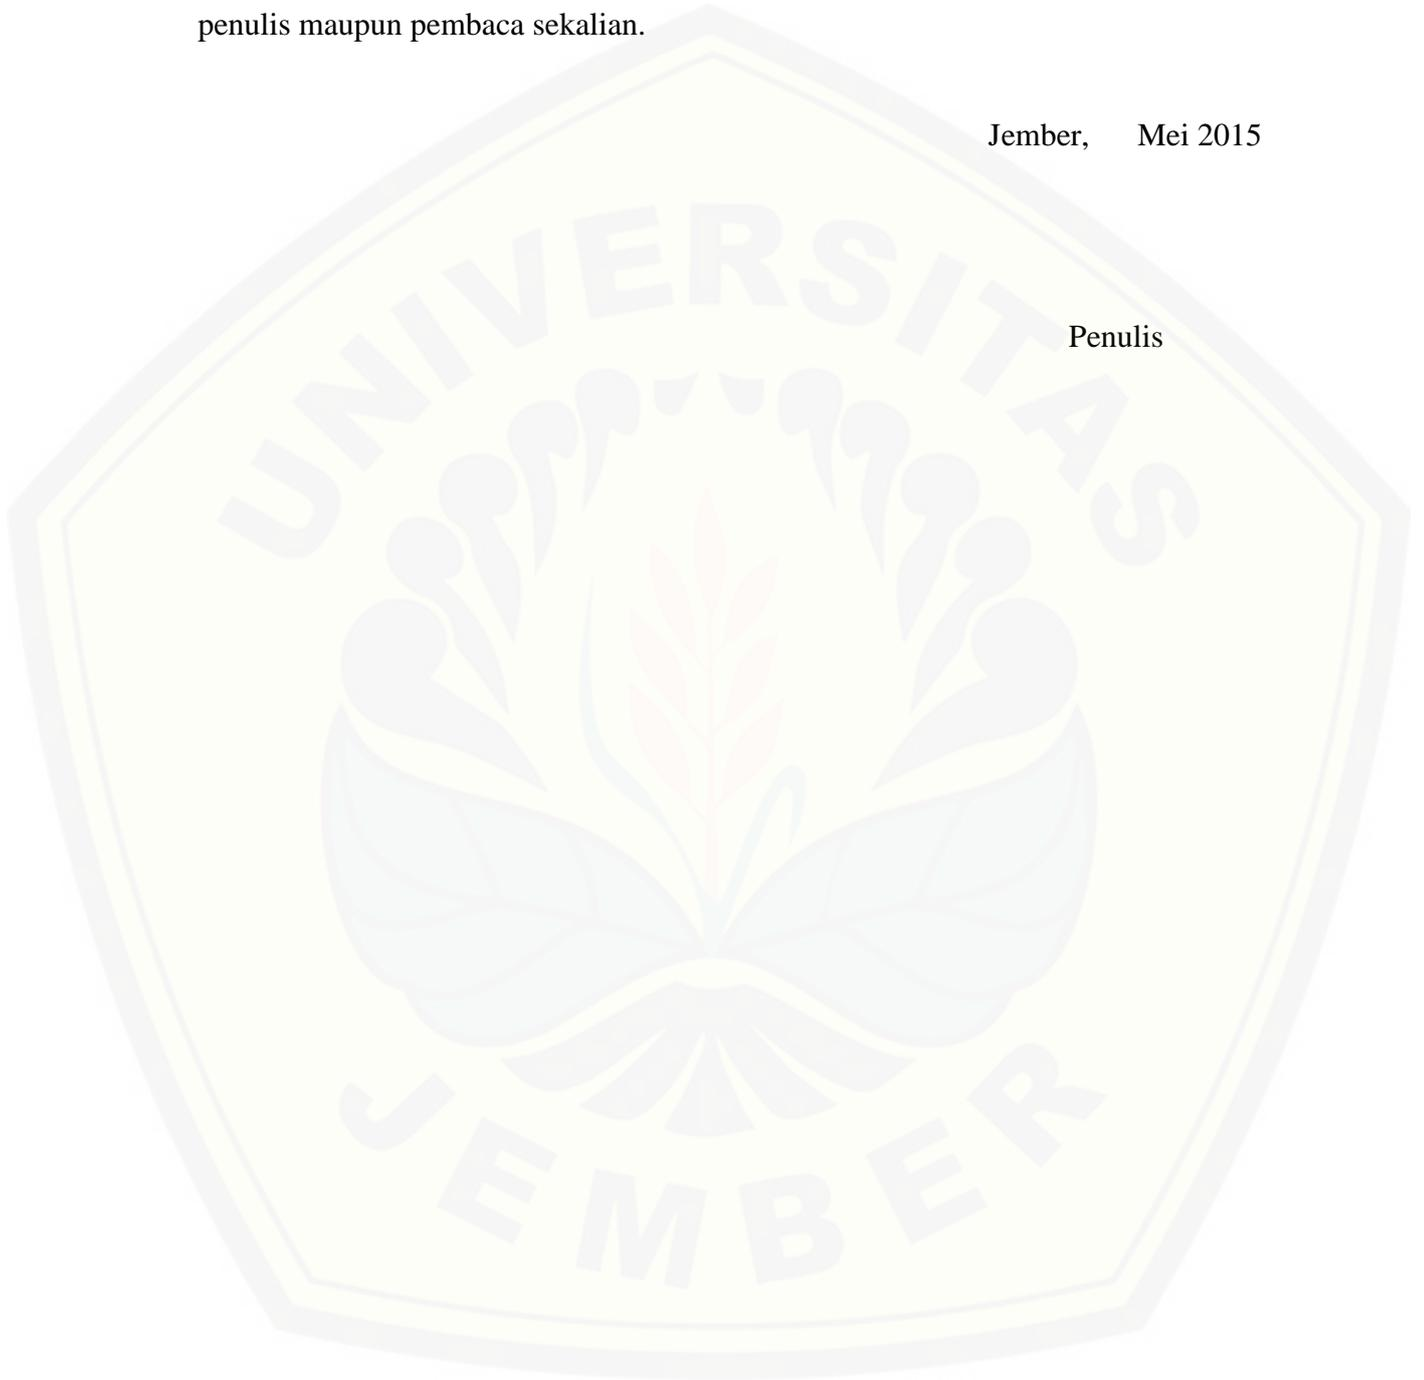 penulis maupun pembaca sekalian.
Jember, Mei 2015
Penulis
UNIVERSITAS
JEMBER